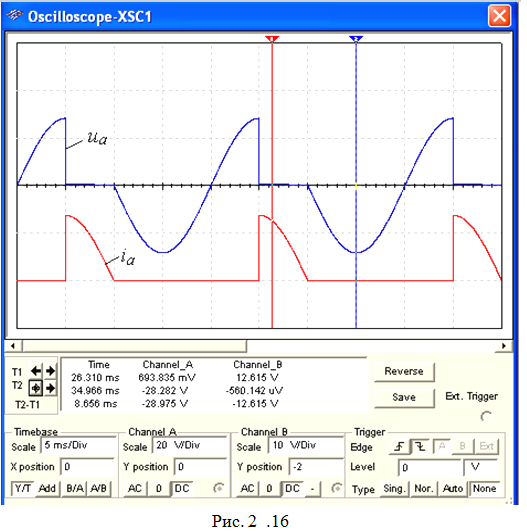 Oscilloscope-XSC1
1 2
u a
i a
T1
T2
T2-T1
Time Channel_A Channel_B
26.310 ms 693.835 mV 12.615 V
34.966 ms -28.282 V -560.142 uV
8.656 ms -28.975 V -12.615 V
Reverse
Save
Ext. Trigger
Timebase
Scale 5 ms/Div
X position 0
Y/T Add B/A A/B
Channel A
Scale 20 V/Div
Y position 0
AC 0 DC
Channel B
Scale 10 V/Div
Y position -2
AC 0 DC -
Trigger
Edge A B Ext
Level 0 V
Type Sing. Nor. Auto None
Рис. 2 .16